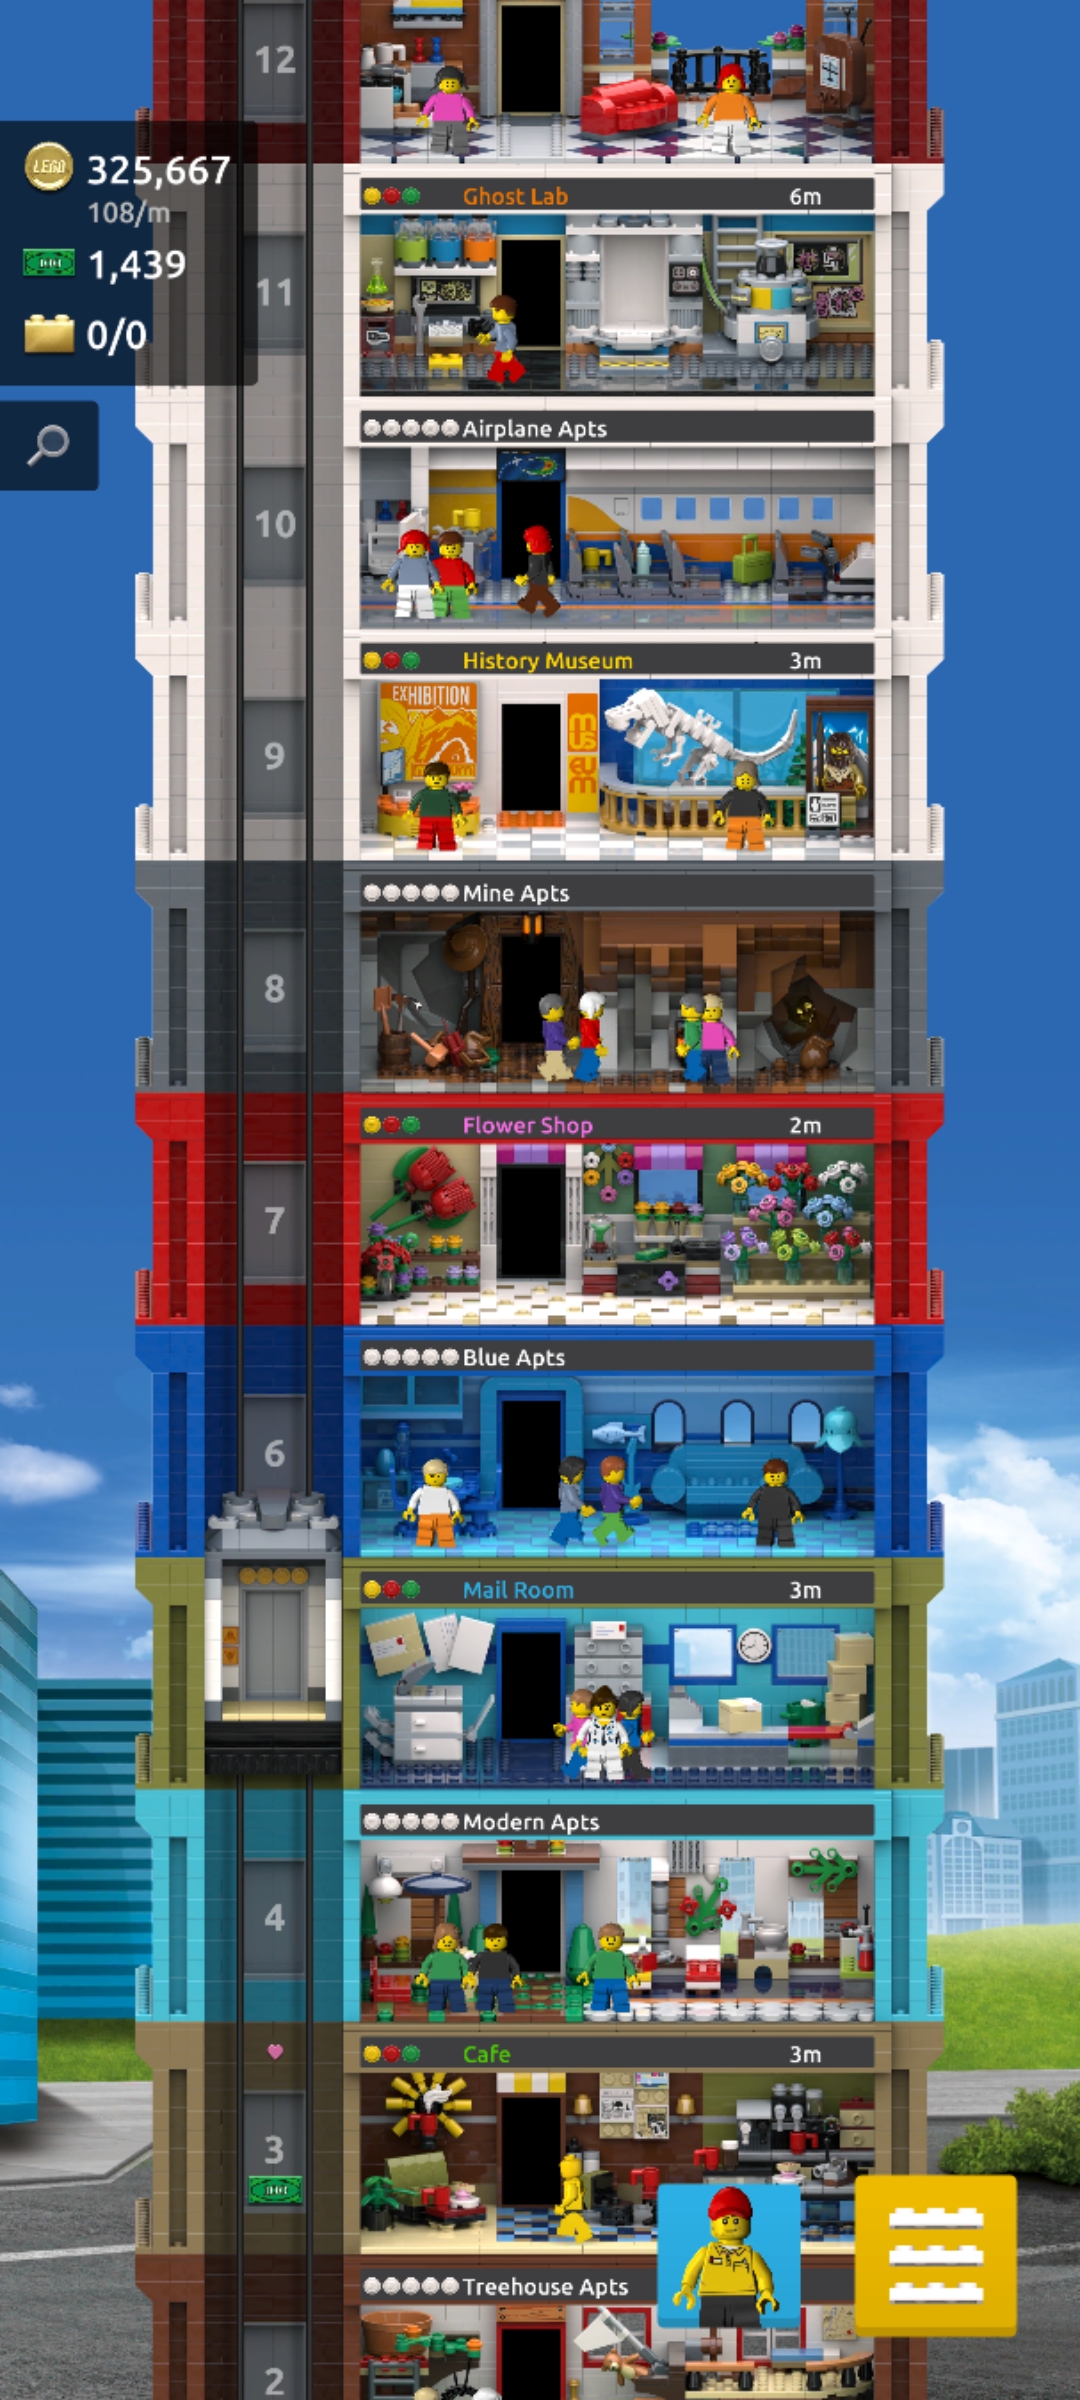 12
LEGO
325,667
108/m
1,439
0/0
Ghost Lab 6m
11
Airplane Apts
10
History Museum 3m
EXHIBITION
9
Mine Apts
8
Flower Shop 2m
7
Blue Apts
6
Mail Room 3m
Modern Apts
4
Cafe 3m
3
Treehouse Apts
2